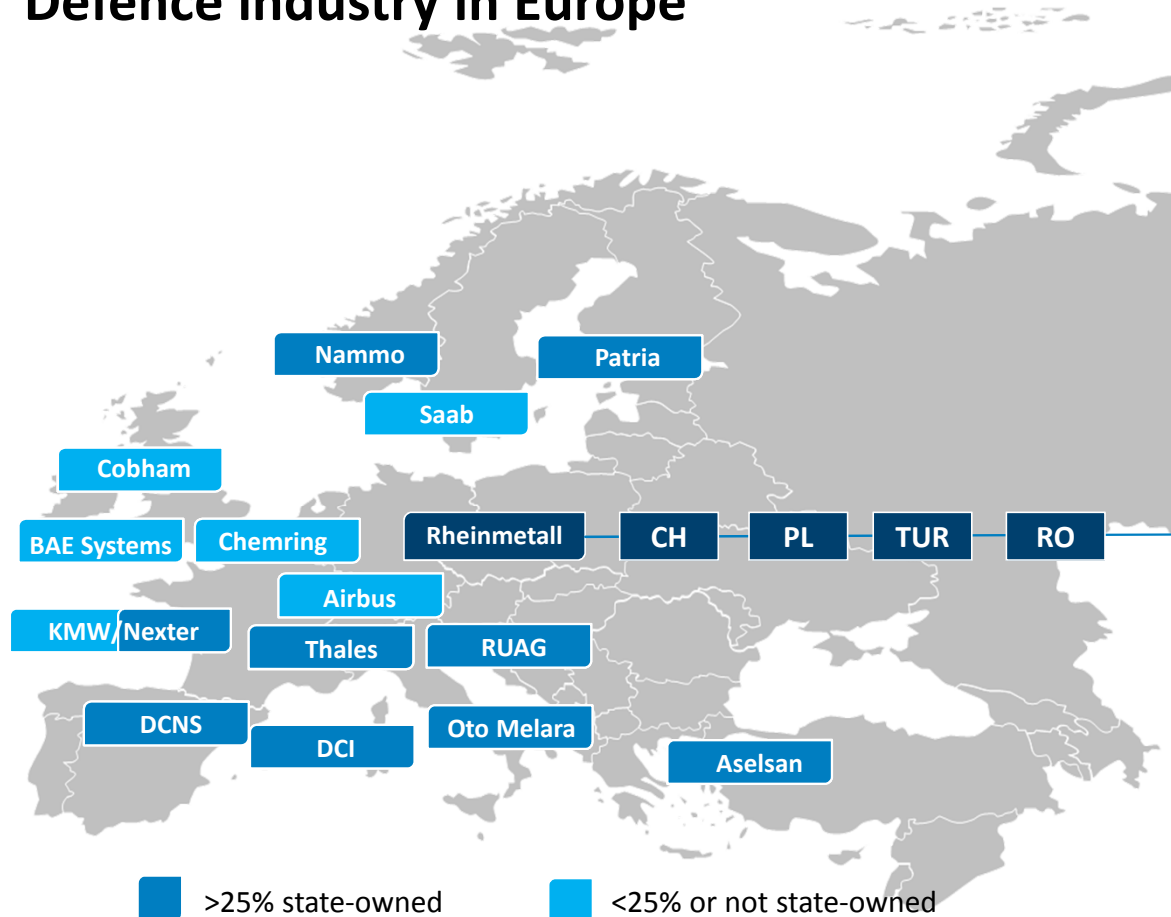 Defence Industry in Europe
Nammo
Patria
Saab
Cobham
BAE Systems
Chemring
Rheinmetall
CH
PL
TUR
RO
Airbus
KMW/Nexter
Thales
RUAG
DCNS
DCI
Oto Melara
Aselsan
>25% state-owned
<25% or not state-owned